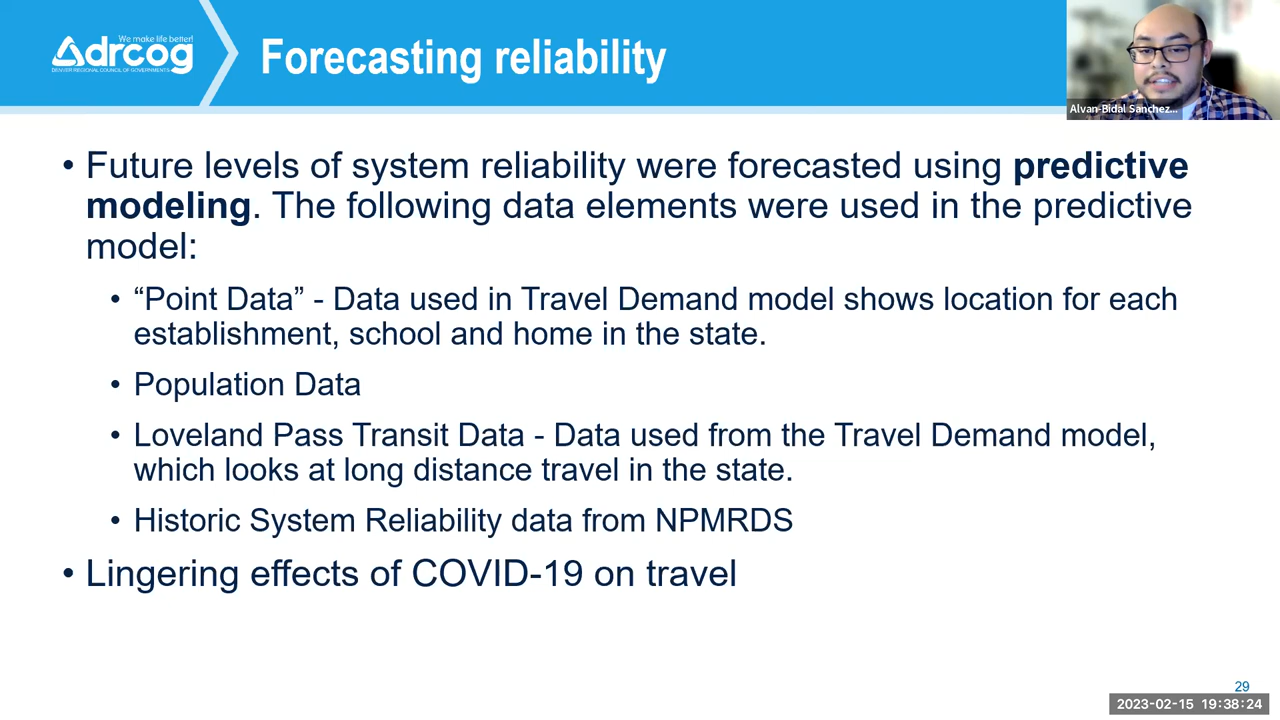 We make life better!
drcog
DENVER REGIONAL COUNCIL OF GOVERNMENTS
Forecasting reliability
Alvan-Bidal Sanchez...
• Future levels of system reliability were forecasted using predictive
modeling. The following data elements were used in the predictive
model:
• “Point Data” - Data used in Travel Demand model shows location for each
establishment, school and home in the state.
• Population Data
• Loveland Pass Transit Data - Data used from the Travel Demand model,
which looks at long distance travel in the state.
• Historic System Reliability data from NPMRDS
• Lingering effects of COVID-19 on travel
29
2023-02-15 19:38:24